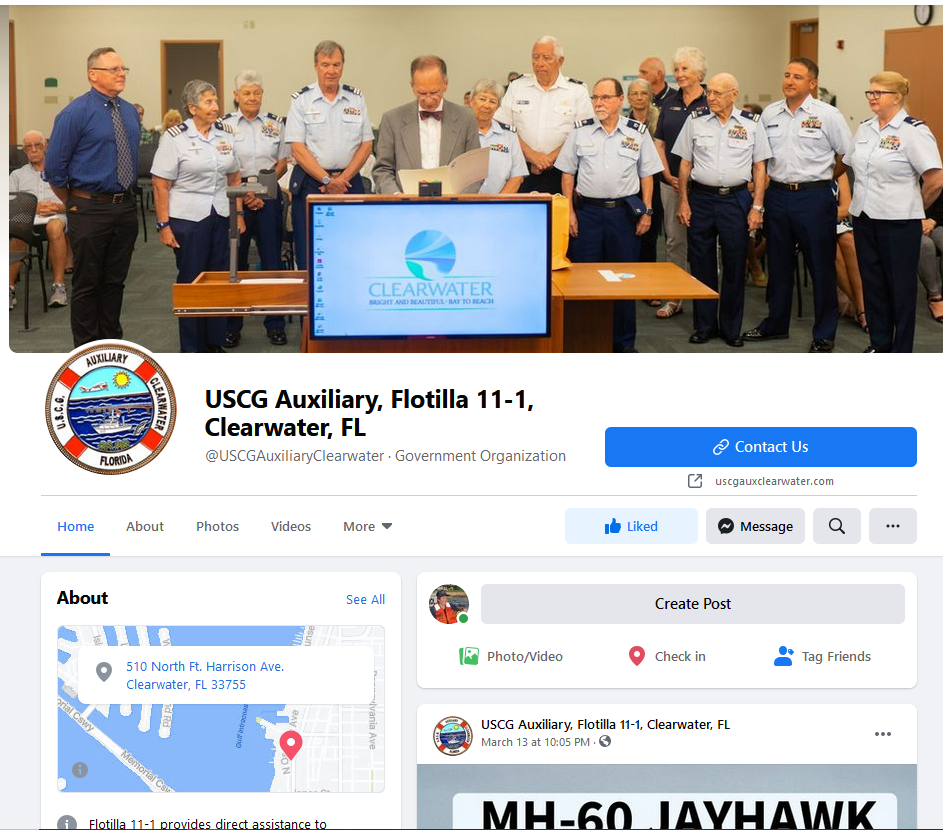 CLEARWATER
BRIGHT AND BEAUTIFUL · BAY TO BEACH
AUXILIARY
U.S.C.G.
CLEARWATER
FLORIDA
USCG Auxiliary, Flotilla 11-1,
Clearwater, FL
@USCGAuxiliaryClearwater · Government Organization
Contact Us
uscgauxclearwater.com
Home
About
Photos
Videos
More
Liked
Message
About
See All
510 North Ft. Harrison Ave.
Clearwater, FL 33755
Memorial Cswy
Flotilla 11-1 provides direct assistance to
Create Post
Photo/Video
Check in
Tag Friends
USCG Auxiliary, Flotilla 11-1, Clearwater, FL
March 13 at 10:05 PM ·
MH-60 JAYHAWK